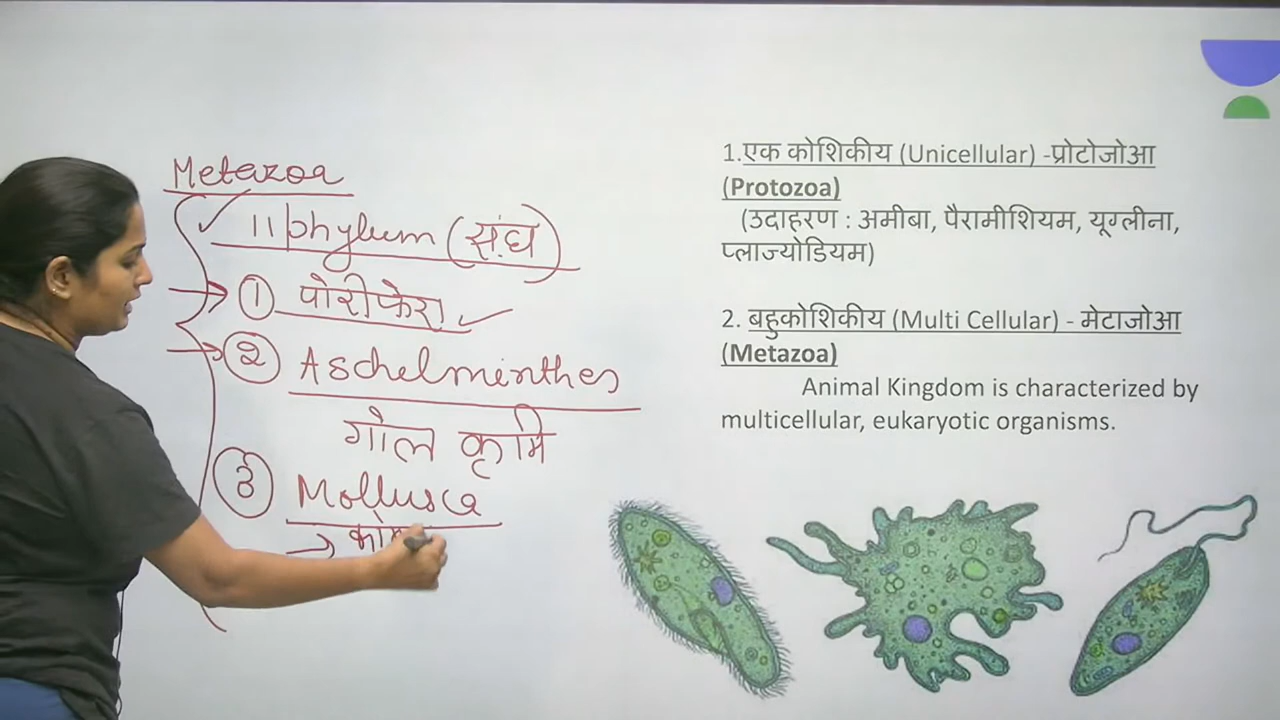 Metazoa
11 phylum (संघ)
① पोरीफेरा
② Aschelminthes
गोल कृमि
③ Mollusca
1.एक कोशिकीय (Unicellular) -प्रोटोजोआ
(Protozoa)
(उदाहरण : अमीबा, पैरामीशियम, यूग्लीना,
प्लाज्योडियम)
2. बहुकोशिकीय (Multi Cellular) - मेटाजोआ
(Metazoa)
Animal Kingdom is characterized by
multicellular, eukaryotic organisms.